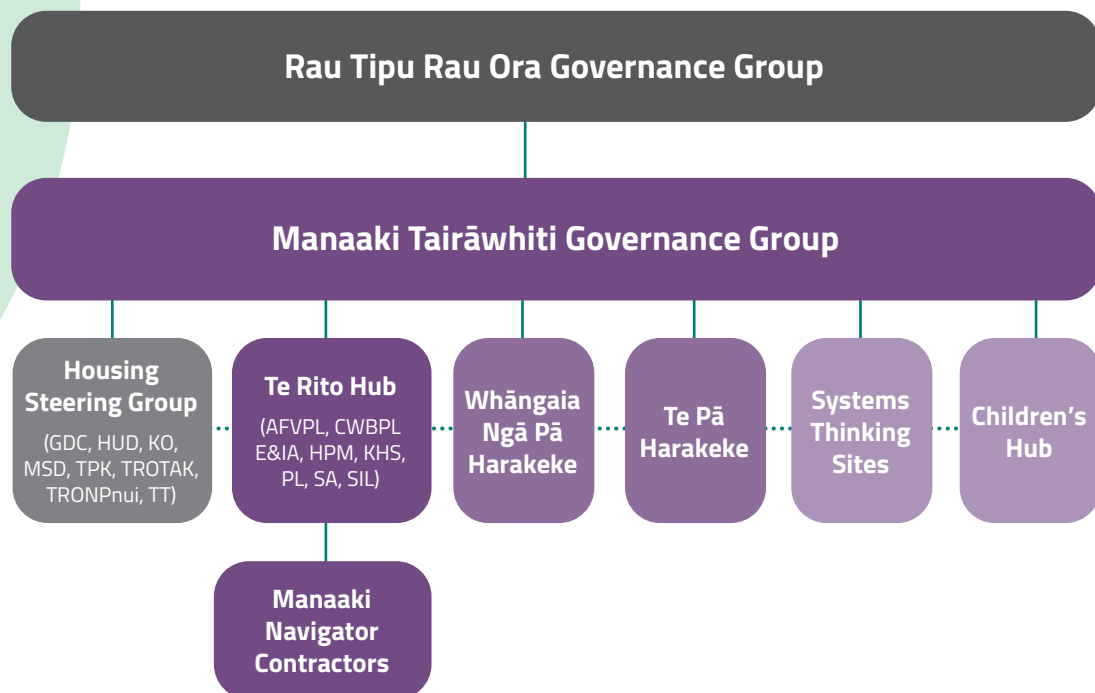 Rau Tipu Rau Ora Governance Group
Manaaki Tairāwhiti Governance Group
Housing
Steering Group
(GDC, HUD, KO,
MSD, TPK, TROTAK,
TRONPnui, TT)
Te Rito Hub
(AFVPL, CWBPL
E&IA, HPM, KHS,
PL, SA, SIL)
Whāngaia
Ngā Pā
Harakeke
Te Pā
Harakeke
Systems
Thinking
Sites
Children’s
Hub
Manaaki
Navigator
Contractors